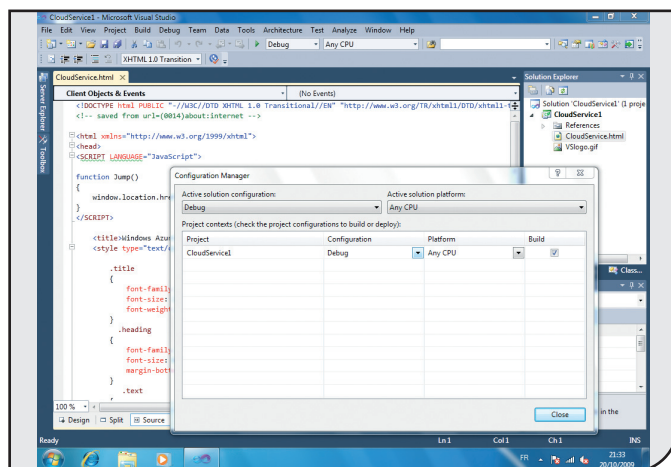 CloudService1 - Microsoft Visual Studio
File Edit View Project Build Debug Team Data Tools Architecture Test Analyze Window Help
Debug Any CPU
XHTML 1.0 Transition
CloudService.html
Solution Explorer
Server Explorer
Toolbox
Client Objects & Events (No Events)
Solution 'CloudService1' (1 proje
CloudService1
References
CloudService.html
VSlogo.gif
<!DOCTYPE html PUBLIC "-//W3C//DTD XHTML 1.0 Transitional//EN" "http://www.w3.org/TR/xhtml1/DTD/xhtml1-t
<!-- saved from url=(0014)about:internet -->
<html xmlns="http://www.w3.org/1999/xhtml">
<head>
<SCRIPT LANGUAGE="JavaScript">
function Jump()
{
window.location.hre
}
</SCRIPT>
<title>Windows Azu
<style type="text/
.title
{
font-family
font-size:
font-weigh
}
.heading
{
font-family
font-size:
margin-bot
}
.text
Configuration Manager
Active solution configuration:
Debug
Active solution platform:
Any CPU
Project contexts (check the project configurations to build or deploy):
Project Configuration Platform Build
CloudService1 Debug Any CPU
Close
Class...
in the
100 %
Design Split Source
Ready Ln 1 Col 1 Ch 1 INS
FR
21:33
20/10/2009